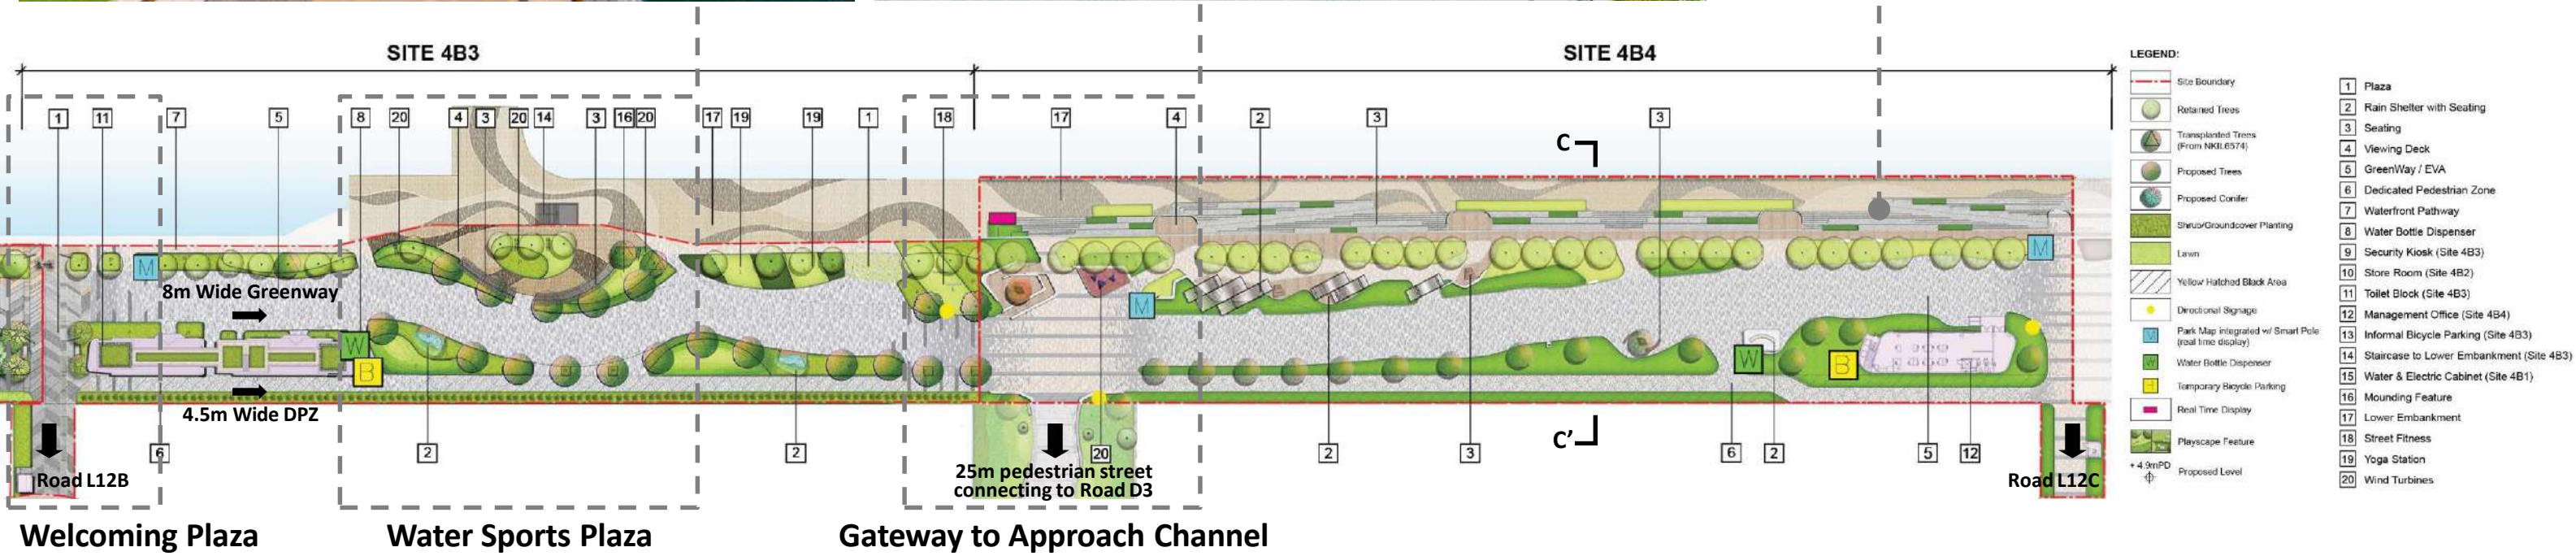 SITE 4B3
SITE 4B4
1
11
7
5
8
20
4
3
20
14
3
16
20
17
19
19
1
18
17
4
2
3
3
C
M
M
M
8m Wide Greenway
W
B
W
B
4.5m Wide DPZ
C'
6
2
2
20
2
3
6
2
5
12
Road L12B
25m pedestrian street
connecting to Road D3
Road L12C
Welcoming Plaza
Water Sports Plaza
Gateway to Approach Channel
LEGEND:
Site Boundary
Retained Trees
Transplanted Trees
(From NKIL6574)
Proposed Trees
Proposed Conifer
Shrub/Groundcover Planting
Lawn
Yellow Hatched Black Area
Directional Signage
M
Park Map integrated w/ Smart Pole
(real time display)
W
Water Bottle Dispenser
B
Temporary Bicycle Parking
Real Time Display
Playscape Feature
+ 4.9mPD
Proposed Level
1 Plaza
2 Rain Shelter with Seating
3 Seating
4 Viewing Deck
5 GreenWay / EVA
6 Dedicated Pedestrian Zone
7 Waterfront Pathway
8 Water Bottle Dispenser
9 Security Kiosk (Site 4B3)
10 Store Room (Site 4B2)
11 Toilet Block (Site 4B3)
12 Management Office (Site 4B4)
13 Informal Bicycle Parking (Site 4B3)
14 Staircase to Lower Embankment (Site 4B3)
15 Water & Electric Cabinet (Site 4B1)
16 Mounding Feature
17 Lower Embankment
18 Street Fitness
19 Yoga Station
20 Wind Turbines